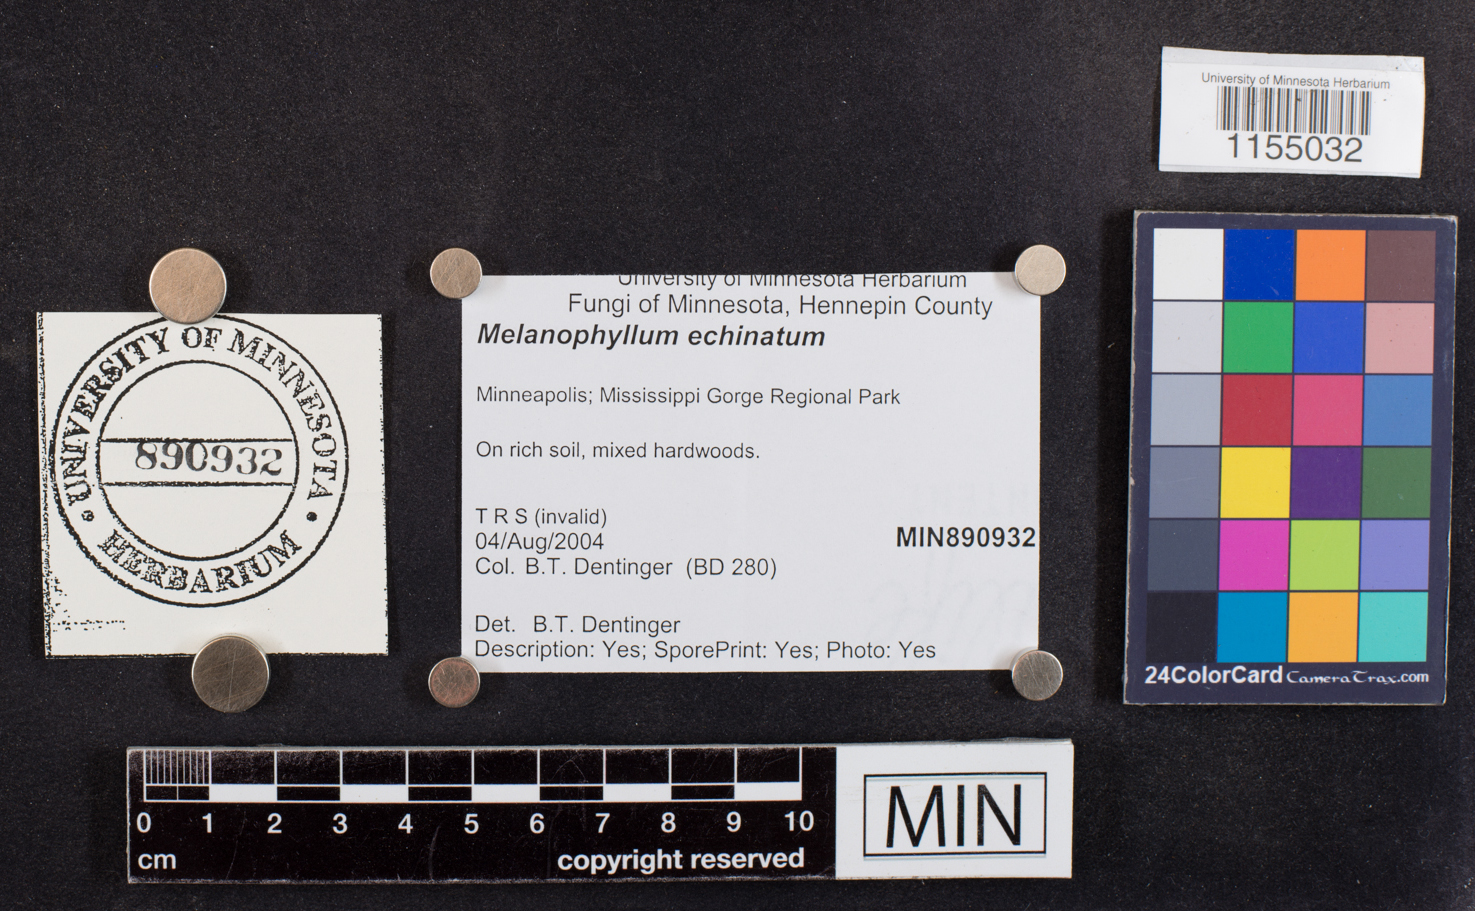 University of Minnesota Herbarium
1155032
University of Minnesota Herbarium
Fungi of Minnesota, Hennepin County
Melanophyllum echinatum
Minneapolis; Mississippi Gorge Regional Park
On rich soil, mixed hardwoods.
T R S (invalid)
04/Aug/2004
MIN890932
Col. B.T. Dentinger (BD 280)
Det. B.T. Dentinger
Description: Yes; SporePrint: Yes; Photo: Yes
UNIVERSITY OF MINNESOTA
890932
HERBARIUM
24ColorCard CameraTrax.com
0 1 2 3 4 5 6 7 8 9 10
cm
copyright reserved
MIN